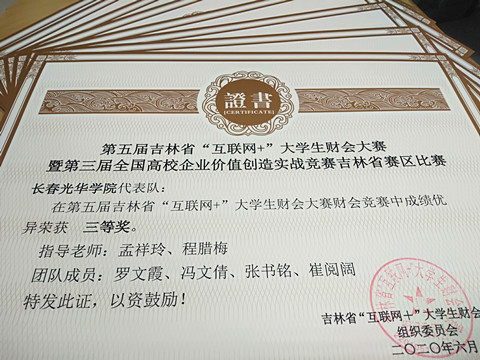 證書
[CERTIFICATE]
第五届吉林省“互联网+”大学生财会大赛
暨第三届全国高校企业价值创造实战竞赛吉林省赛区比赛
长春光华学院代表队：
在第五届吉林省“互联网+”大学生财会大赛财会竞赛中成绩优
异荣获 三等奖。
指导老师：孟祥玲、程腊梅
团队成员：罗文霞、冯文倩、张书铭、崔阅阔
特发此证，以资鼓励！
吉林省“互联网+”大学生财会
组织委员会
二〇二〇年六月